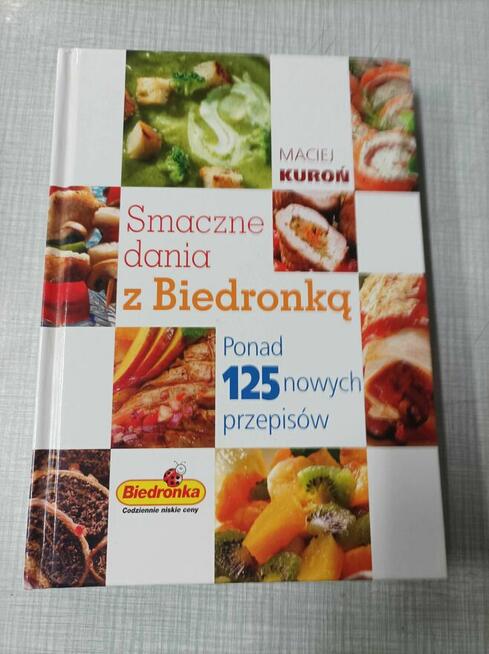 MACIEJ
KUROŃ
Smaczne
dania
z Biedronką
Ponad
125 nowych
przepisów
Biedronka
Codziennie niskie ceny